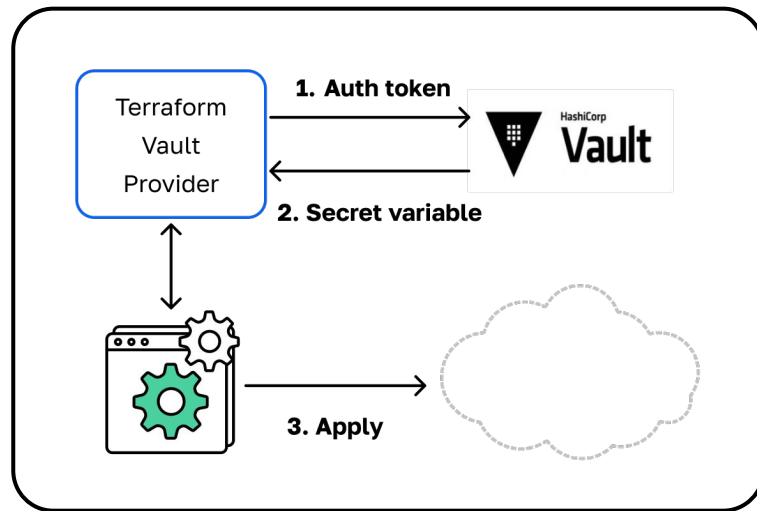 Terraform
Vault
Provider
1. Auth token
HashiCorp
Vault
2. Secret variable
3. Apply